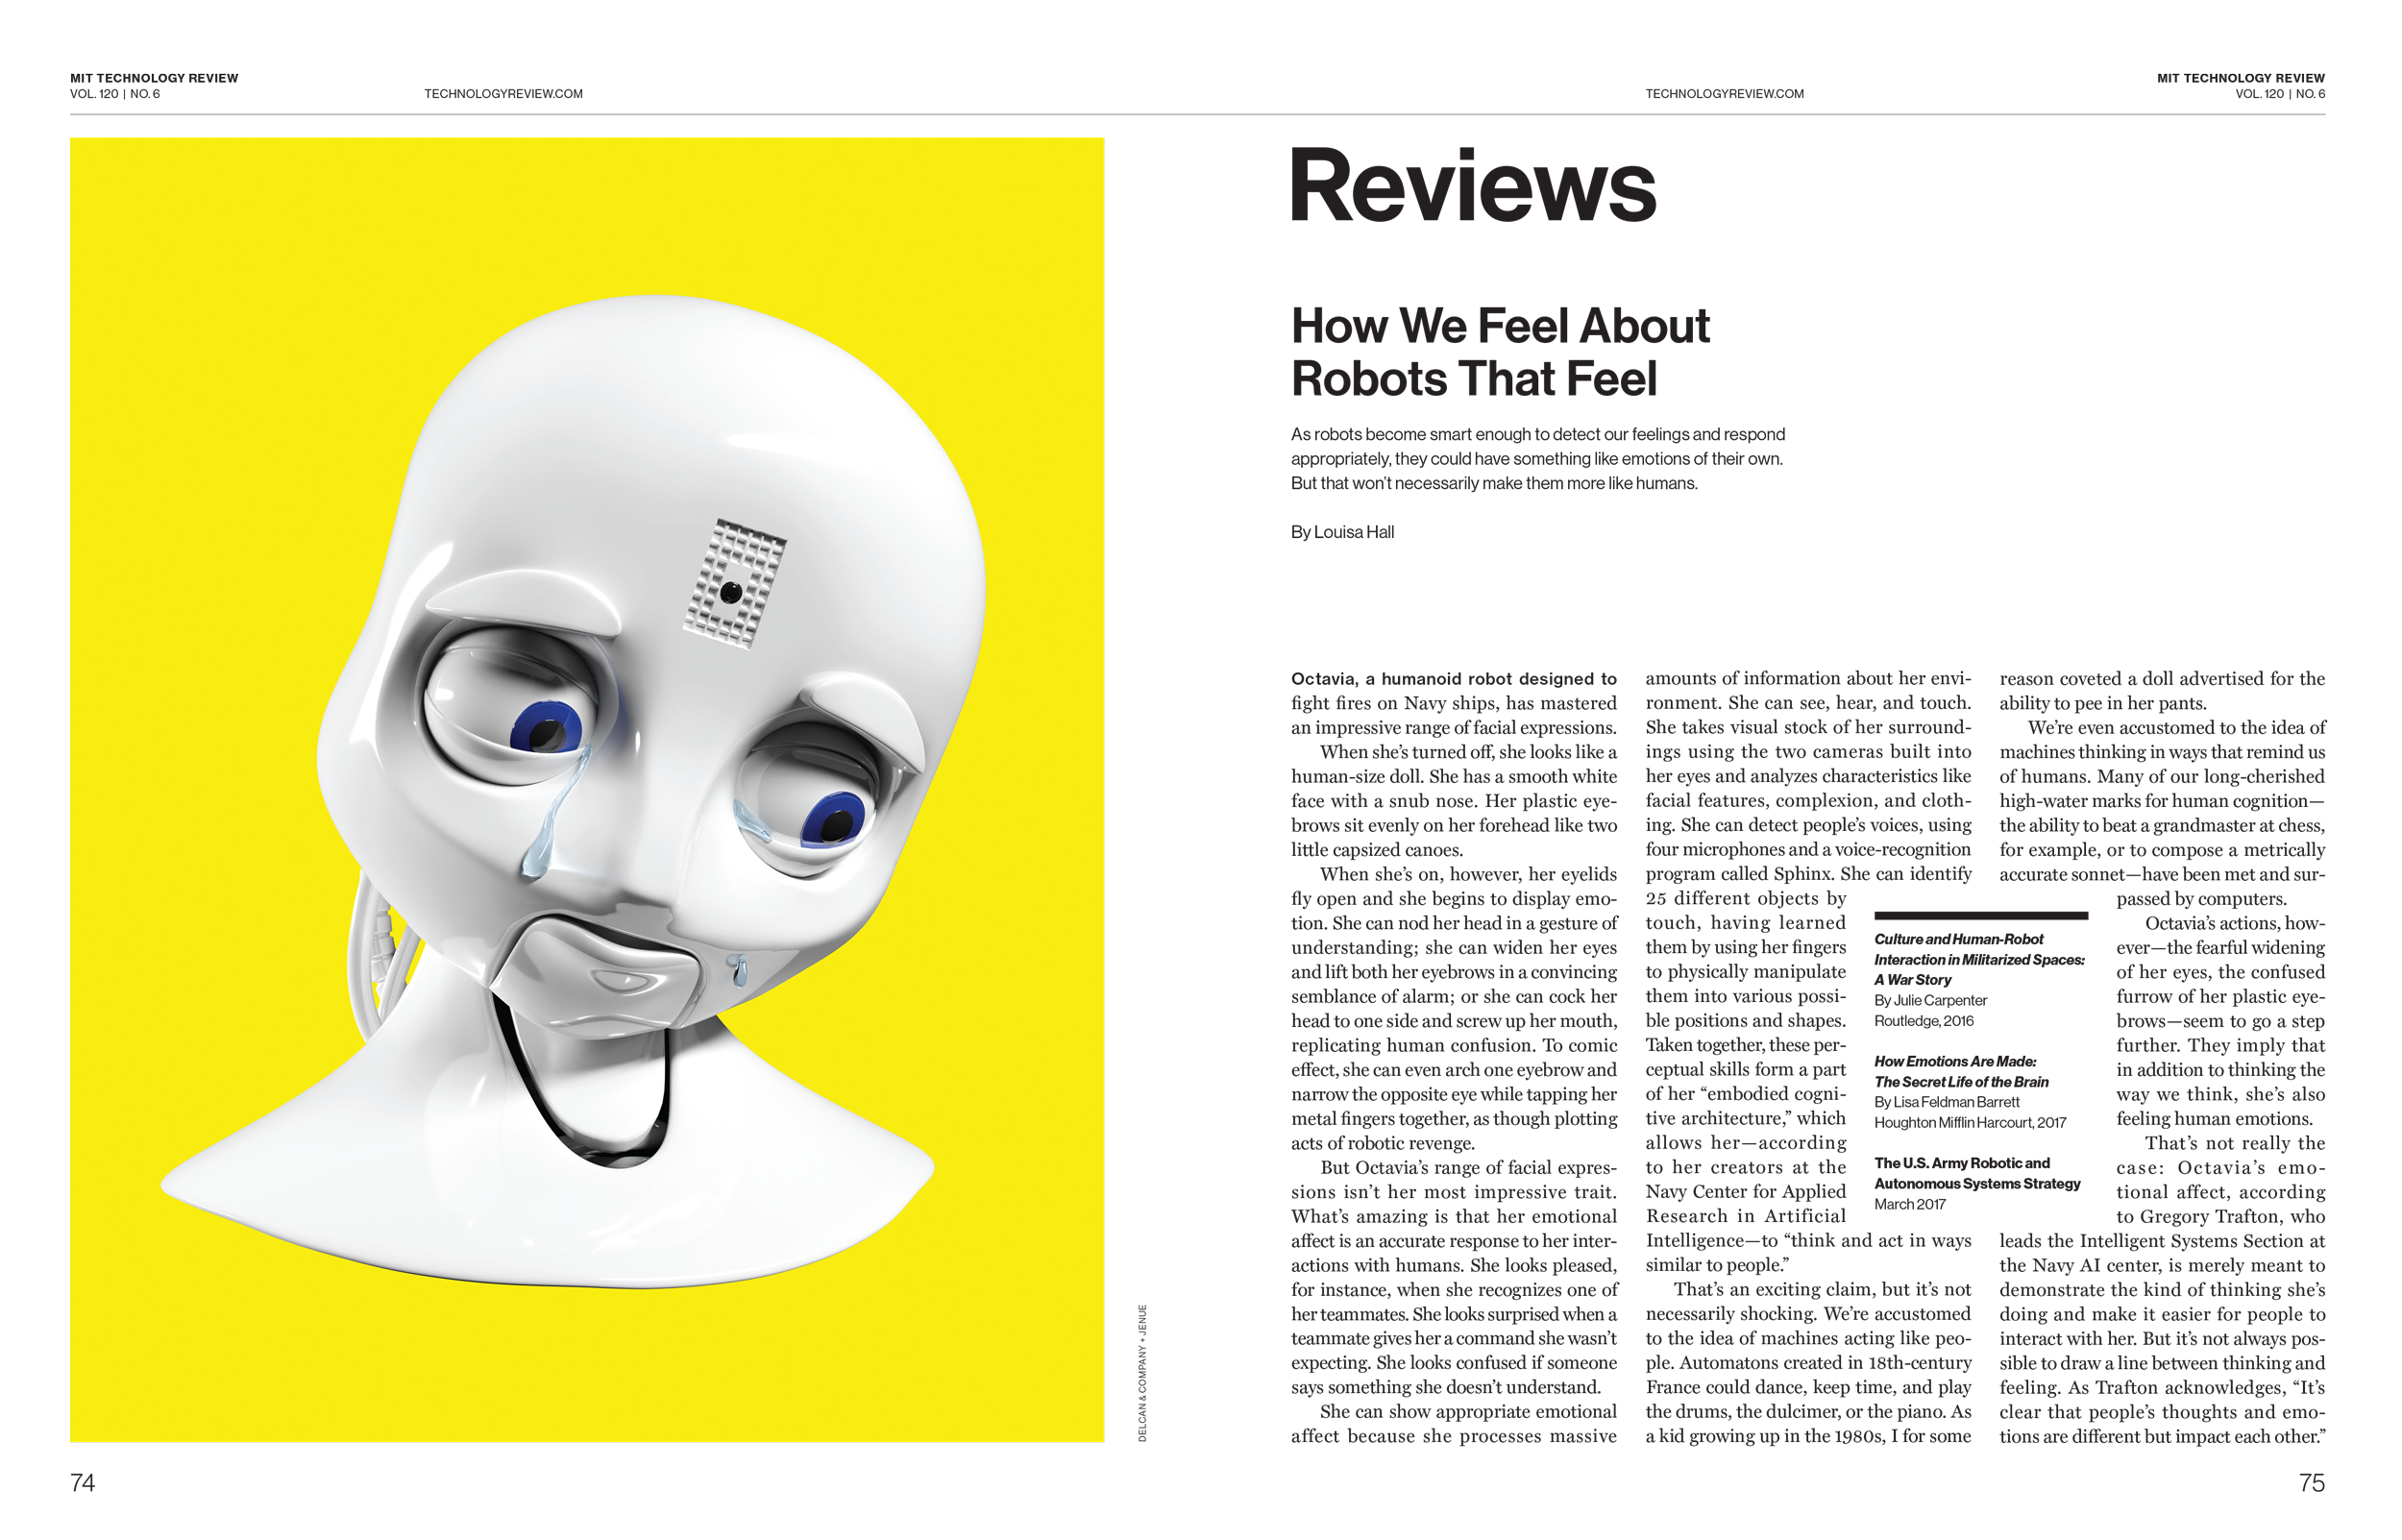 MIT TECHNOLOGY REVIEW
VOL. 120 | NO. 6
TECHNOLOGYREVIEW.COM
TECHNOLOGYREVIEW.COM
MIT TECHNOLOGY REVIEW
VOL. 120 | NO. 6
DELCAN & COMPANY + JENUE
74
Reviews
How We Feel About
Robots That Feel
As robots become smart enough to detect our feelings and respond
appropriately, they could have something like emotions of their own.
But that won't necessarily make them more like humans.
By Louisa Hall
Octavia, a humanoid robot designed to
fight fires on Navy ships, has mastered
an impressive range of facial expressions.
When she's turned off, she looks like a
human-size doll. She has a smooth white
face with a snub nose. Her plastic eye-
brows sit evenly on her forehead like two
little capsized canoes.
When she's on, however, her eyelids
fly open and she begins to display emo-
tion. She can nod her head in a gesture of
understanding; she can widen her eyes
and lift both her eyebrows in a convincing
semblance of alarm; or she can cock her
head to one side and screw up her mouth,
replicating human confusion. To comic
effect, she can even arch one eyebrow and
narrow the opposite eye while tapping her
metal fingers together, as though plotting
acts of robotic revenge.
But Octavia's range of facial expres-
sions isn't her most impressive trait.
What's amazing is that her emotional
affect is an accurate response to her inter-
actions with humans. She looks pleased,
for instance, when she recognizes one of
her teammates. She looks surprised when a
teammate gives her a command she wasn't
expecting. She looks confused if someone
says something she doesn't understand.
She can show appropriate emotional
affect because she processes massive
amounts of information about her envi-
ronment. She can see, hear, and touch.
She takes visual stock of her surround-
ings using the two cameras built into
her eyes and analyzes characteristics like
facial features, complexion, and cloth-
ing. She can detect people's voices, using
four microphones and a voice-recognition
program called Sphinx. She can identify
25 different objects by
touch, having learned
them by using her fingers
to physically manipulate
them into various possi-
ble positions and shapes.
Taken together, these per-
ceptual skills form a part
of her “embodied cogni-
tive architecture,” which
allows her—according
to her creators at the
Navy Center for Applied
Research in Artificial
Intelligence—to “think and act in ways
similar to people.”
That's an exciting claim, but it's not
necessarily shocking. We're accustomed
to the idea of machines acting like peo-
ple. Automatons created in 18th-century
France could dance, keep time, and play
the drums, the dulcimer, or the piano. As
a kid growing up in the 1980s, I for some
reason coveted a doll advertised for the
ability to pee in her pants.
We're even accustomed to the idea of
machines thinking in ways that remind us
of humans. Many of our long-cherished
high-water marks for human cognition—
the ability to beat a grandmaster at chess,
for example, or to compose a metrically
accurate sonnet—have been met and sur-
passed by computers.
Octavia's actions, how-
ever—the fearful widening
of her eyes, the confused
furrow of her plastic eye-
brows—seem to go a step
further. They imply that
in addition to thinking the
way we think, she's also
feeling human emotions.
That's not really the
case: Octavia's emo-
tional affect, according
to Gregory Trafton, who
leads the Intelligent Systems Section at
the Navy AI center, is merely meant to
demonstrate the kind of thinking she's
doing and make it easier for people to
interact with her. But it's not always pos-
sible to draw a line between thinking and
feeling. As Trafton acknowledges, “It's
clear that people's thoughts and emo-
tions are different but impact each other.”
Culture and Human-Robot
Interaction in Militarized Spaces:
A War Story
By Julie Carpenter
Routledge, 2016
How Emotions Are Made:
The Secret Life of the Brain
By Lisa Feldman Barrett
Houghton Mifflin Harcourt, 2017
The U.S. Army Robotic and
Autonomous Systems Strategy
March 2017
75